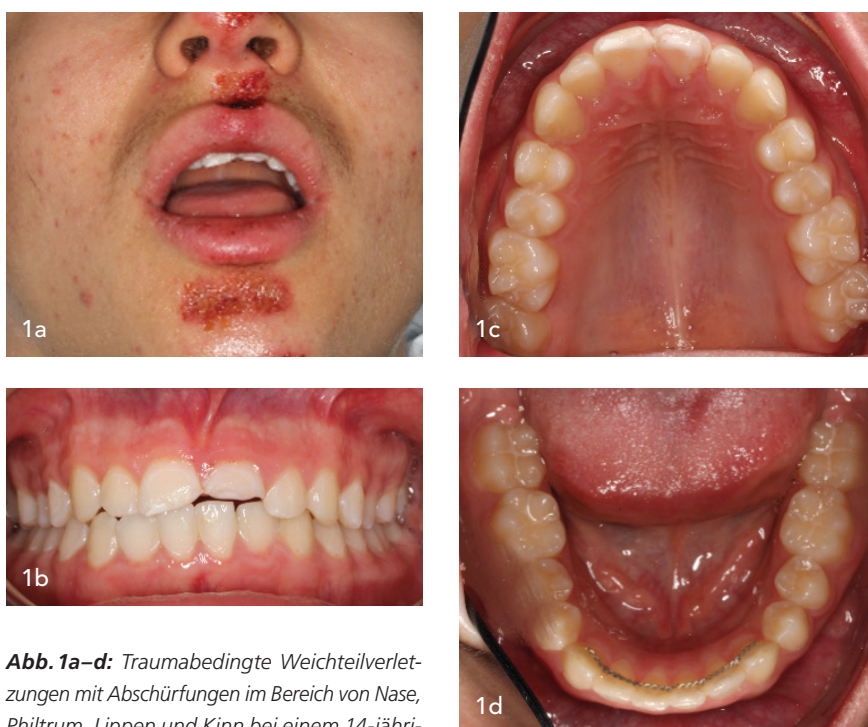 1a
1c
1b
1d
Abb. 1a–d: Traumabedingte Weichteilverlet-
zungen mit Abschürfungen im Bereich von Nase,
Philtrum, Lippen und Kinn bei einem 14-jähri-